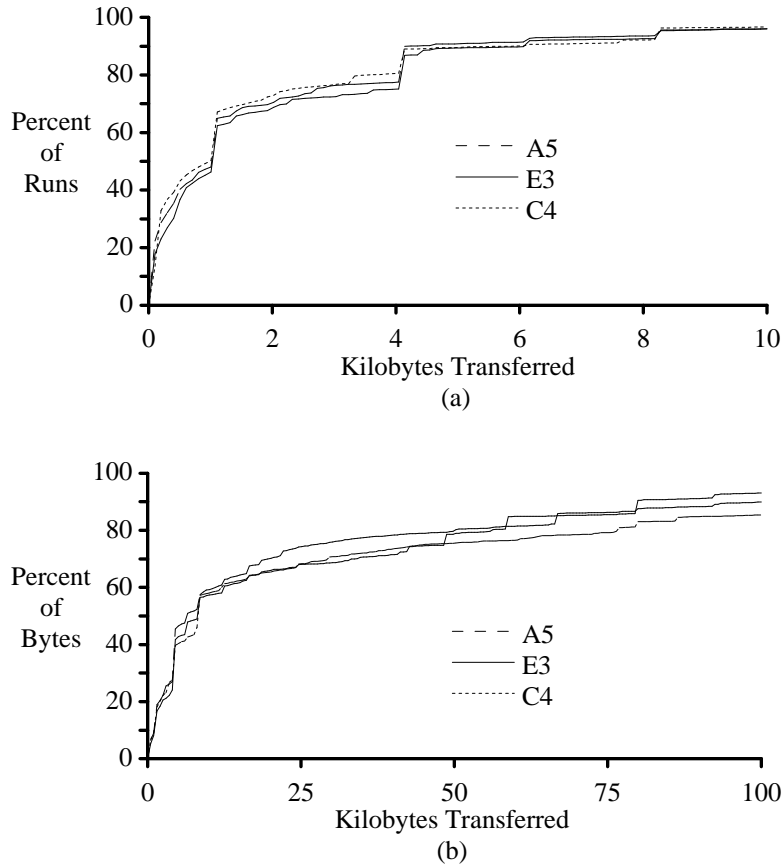 100
80
60
40
20
0
Percent
of
Runs
A5
E3
C4
0 2 4 6 8 10
Kilobytes Transferred
(a)
100
80
60
40
20
0
Percent
of
Bytes
A5
E3
C4
0 25 50 75 100
Kilobytes Transferred
(b)